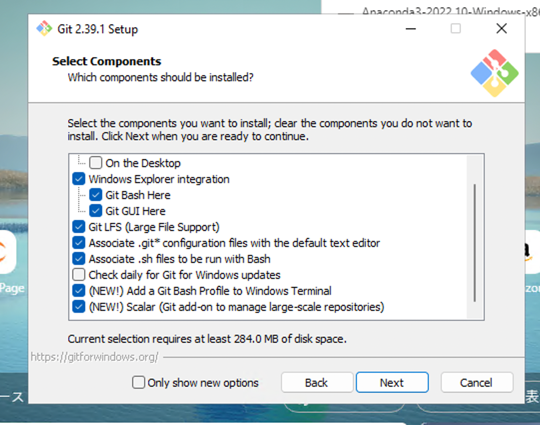 Anaconda3-2022.10-Windows-x86
Git 2.39.1 Setup
Select Components
Which components should be installed?
Select the components you want to install; clear the components you do not want to
install. Click Next when you are ready to continue.
On the Desktop
Windows Explorer integration
Git Bash Here
Git GUI Here
Git LFS (Large File Support)
Associate .git* configuration files with the default text editor
Associate .sh files to be run with Bash
Check daily for Git for Windows updates
(NEW!) Add a Git Bash Profile to Windows Terminal
(NEW!) Scalar (Git add-on to manage large-scale repositories)
Page
zo
Current selection requires at least 284.0 MB of disk space.
https://gitforwindows.org/
Only show new options
Back
Next
Cancel
ース
表